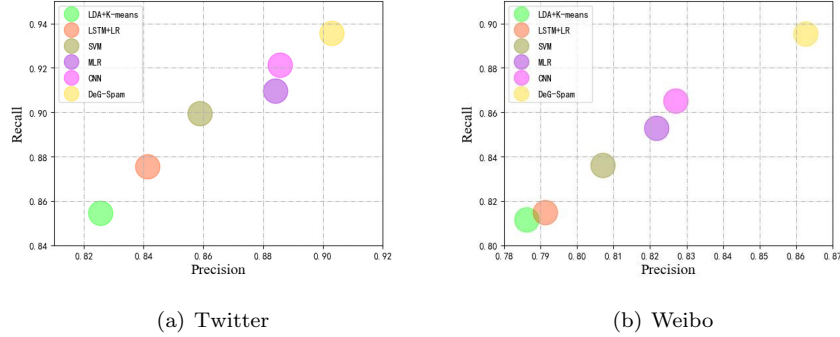 LDA+K-means
LSTM+LR
SVM
MLR
CNN
DeG-Spam
0.94
0.92
0.90
0.88
0.86
0.84
Recall
0.82 0.84 0.86 0.88 0.90 0.92
Precision
(a) Twitter
LDA+K-means
LSTM+LR
SVM
MLR
CNN
DeG-Spam
0.90
0.88
0.86
0.84
0.82
0.80
Recall
0.78 0.79 0.80 0.81 0.82 0.83 0.84 0.85 0.86 0.87
Precision
(b) Weibo